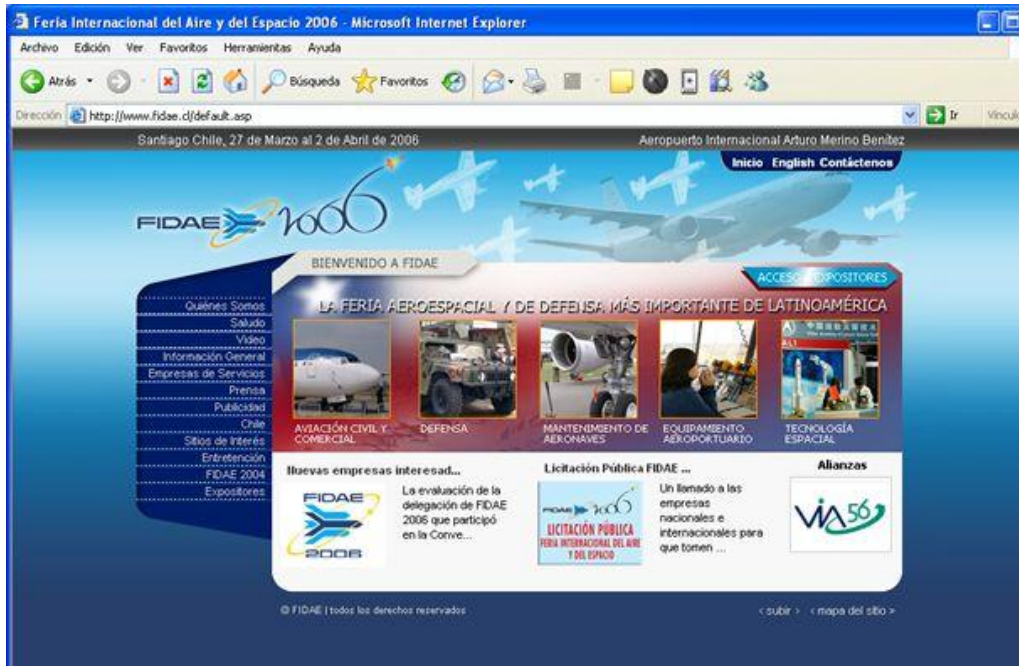 Feria Internacional del Aire y del Espacio 2006 - Microsoft Internet Explorer
Archivo Edición Ver Favoritos Herramientas Ayuda
Atrás Búsqueda Favoritos
Dirección http://www.fidae.cl/default.asp Ir Vínculo
Santiago Chile, 27 de Marzo al 2 de Abril de 2006 Aeropuerto Internacional Arturo Merino Benítez
Inicio English Contáctenos
FIDAE 2006
BIENVENIDO A FIDAE
ACCESO EXPOSITORES
LA FERIA AEROESPACIAL Y DE DEFENSA MÁS IMPORTANTE DE LATINOAMÉRICA
Quiénes Somos
Saludo
Video
Información General
Empresas de Servicios
Prensa
Publicidad
Chile
Sitios de Interés
Entretención
FIDAE 2004
Expositores
AL1
AVIACIÓN CIVIL Y
COMERCIAL
DEFENSA
MANTENIMIENTO DE
AERONAVES
EQUIPAMIENTO
AEROPORTUARIO
TECNOLOGÍA
ESPACIAL
Nuevas empresas interesad...
FIDAE
2006
La evaluación de la
delegación de FIDAE
2006 que participó
en la Conve...
Licitación Pública FIDAE ...
FIDAE 2006
LICITACIÓN PÚBLICA
FERIA INTERNACIONAL DEL AIRE
Y DEL ESPACIO
Un llamado a las
empresas
nacionales e
internacionales para
que tomen ...
Alianzas
VIA 56
© FIDAE | todos los derechos reservados
< subir > < mapa del sitio >